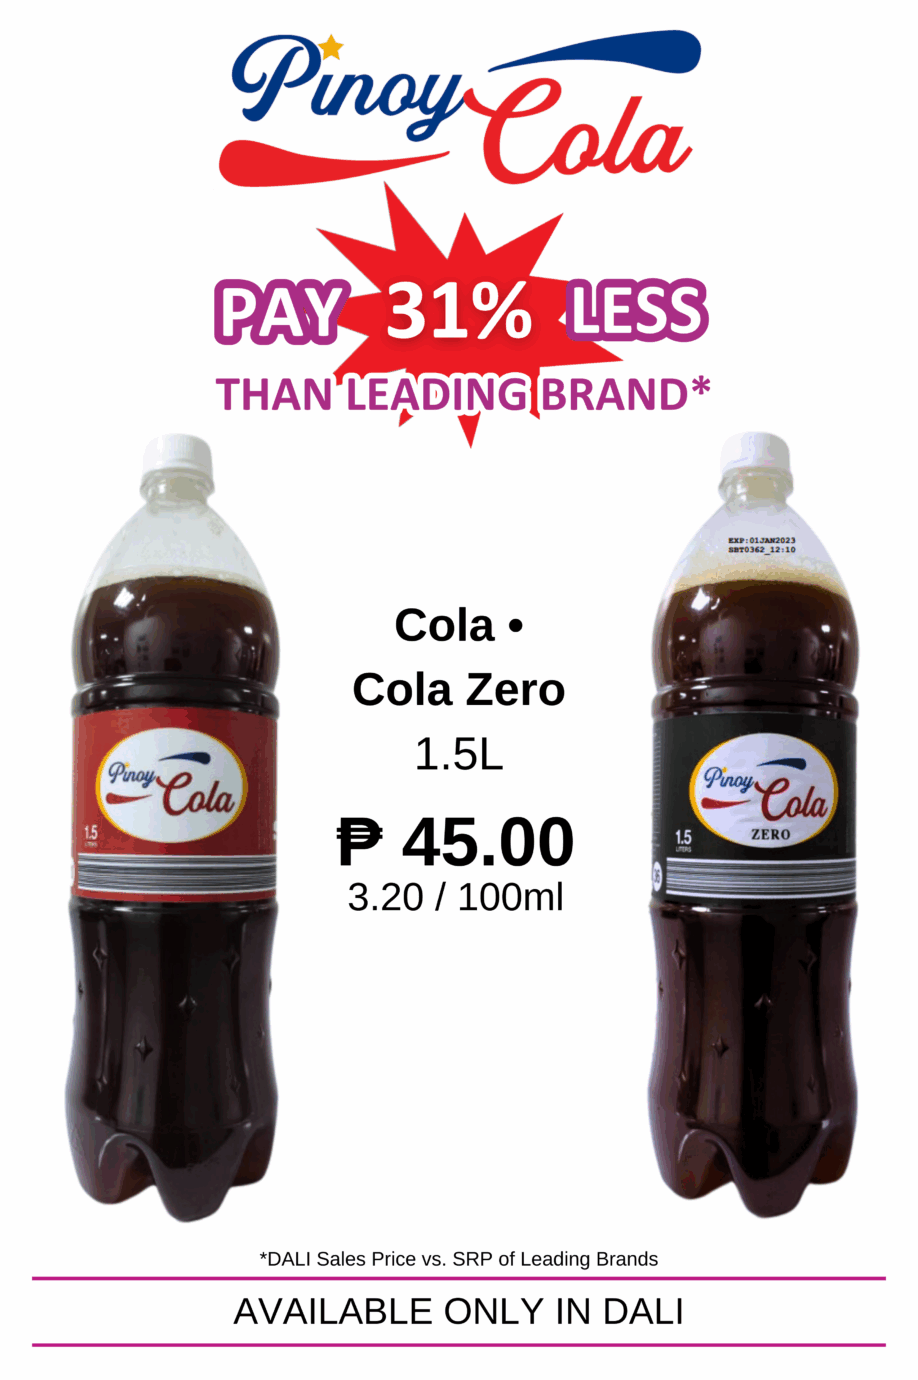 Pinoy Cola
PAY 31% LESS
THAN LEADING BRAND*
EXP:01JAN2023
SBT0362_12:10
Cola •
Cola Zero
1.5L
₱ 45.00
3.20 / 100ml
Pinoy Cola
1.5
LITERS
Pinoy Cola
ZERO
1.5
LITERS
*DALI Sales Price vs. SRP of Leading Brands
AVAILABLE ONLY IN DALI